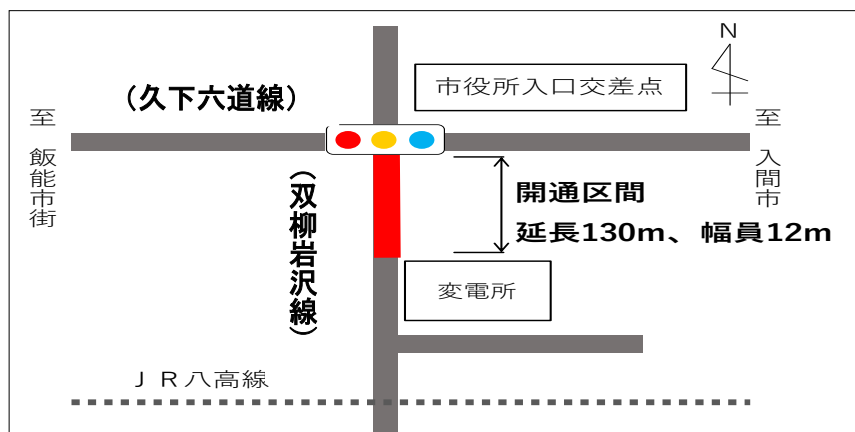 N
市役所入口交差点
（久下六道線）
至 飯能市街
至 入間市
（双柳岩沢線）
開通区間
延長130m、幅員12m
変電所
ＪＲ八高線